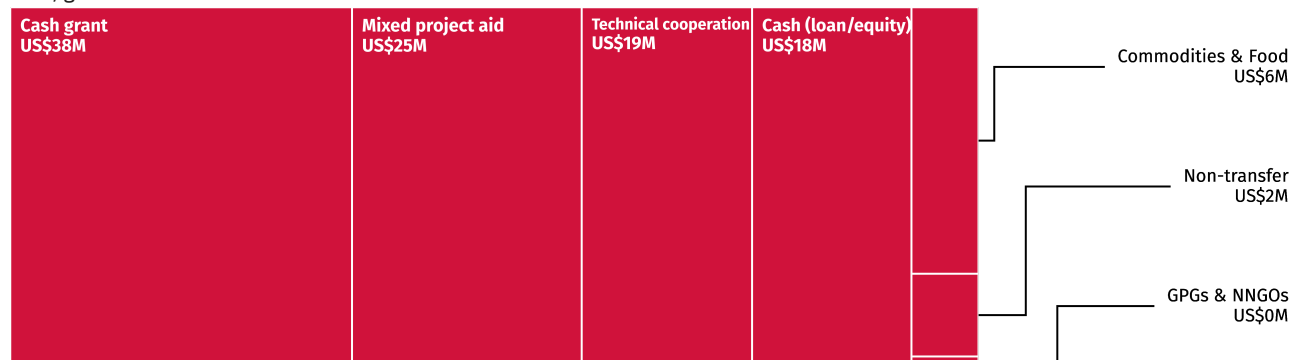 Cash grant
US$38M
Mixed project aid
US$25M
Technical cooperation
US$19M
Cash (loan/equity)
US$18M
Commodities & Food
US$6M
Non-transfer
US$2M
GPGs & NNGOs
US$0M